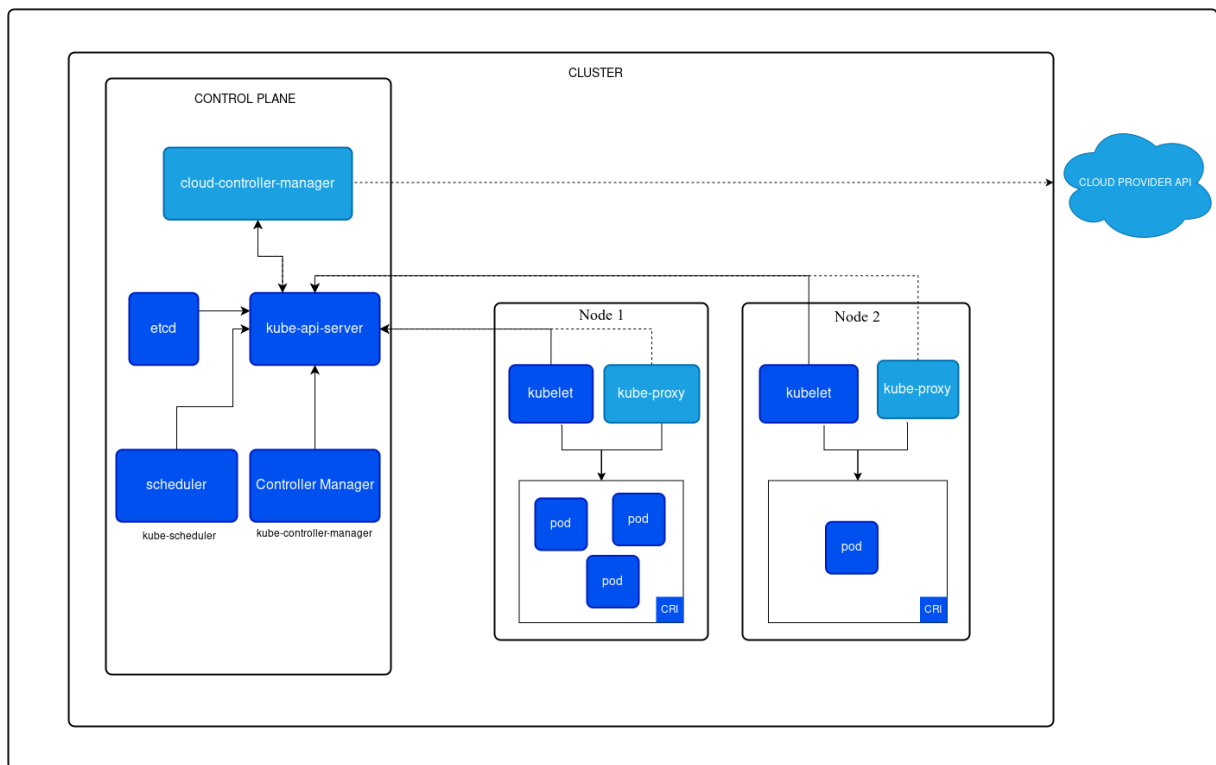 CLUSTER
CONTROL PLANE
cloud-controller-manager
CLOUD PROVIDER API
etcd
kube-api-server
Node 1
Node 2
kubelet
kube-proxy
kubelet
kube-proxy
scheduler
Controller Manager
kube-scheduler
kube-controller-manager
pod
pod
pod
CRI
pod
CRI